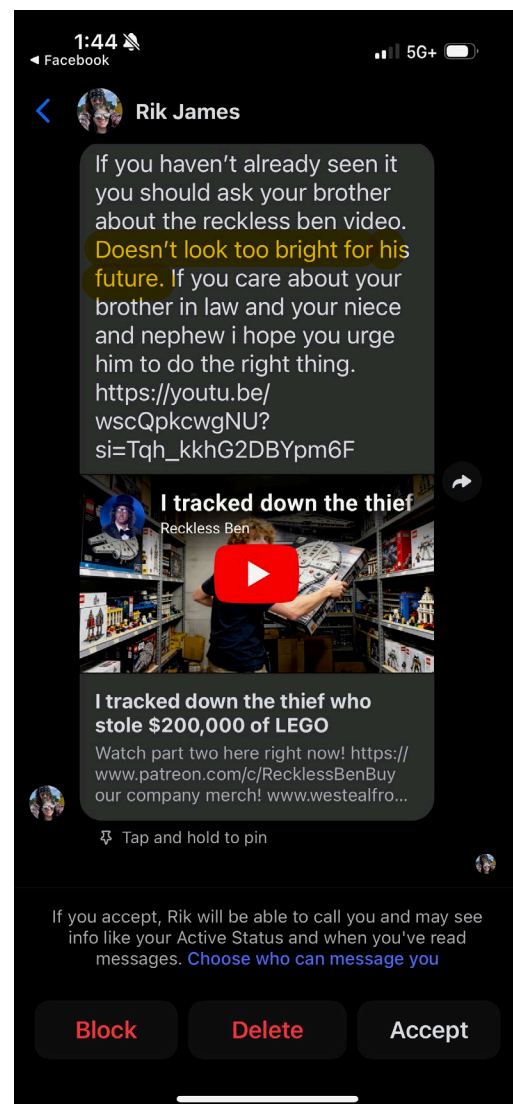 1:44
Facebook
5G+
Rik James
If you haven’t already seen it
you should ask your brother
about the reckless ben video.
Doesn’t look too bright for his
future. If you care about your
brother in law and your niece
and nephew i hope you urge
him to do the right thing.
https://youtu.be/
wscQpkcwgNU?
si=Tqh_kkhG2DBYpm6F
I tracked down the thief
Reckless Ben
I tracked down the thief who
stole $200,000 of LEGO
Watch part two here right now! https://
www.patreon.com/c/RecklessBenBuy
our company merch! www.westealfro...
Tap and hold to pin
If you accept, Rik will be able to call you and may see
info like your Active Status and when you've read
messages. Choose who can message you
Block
Delete
Accept